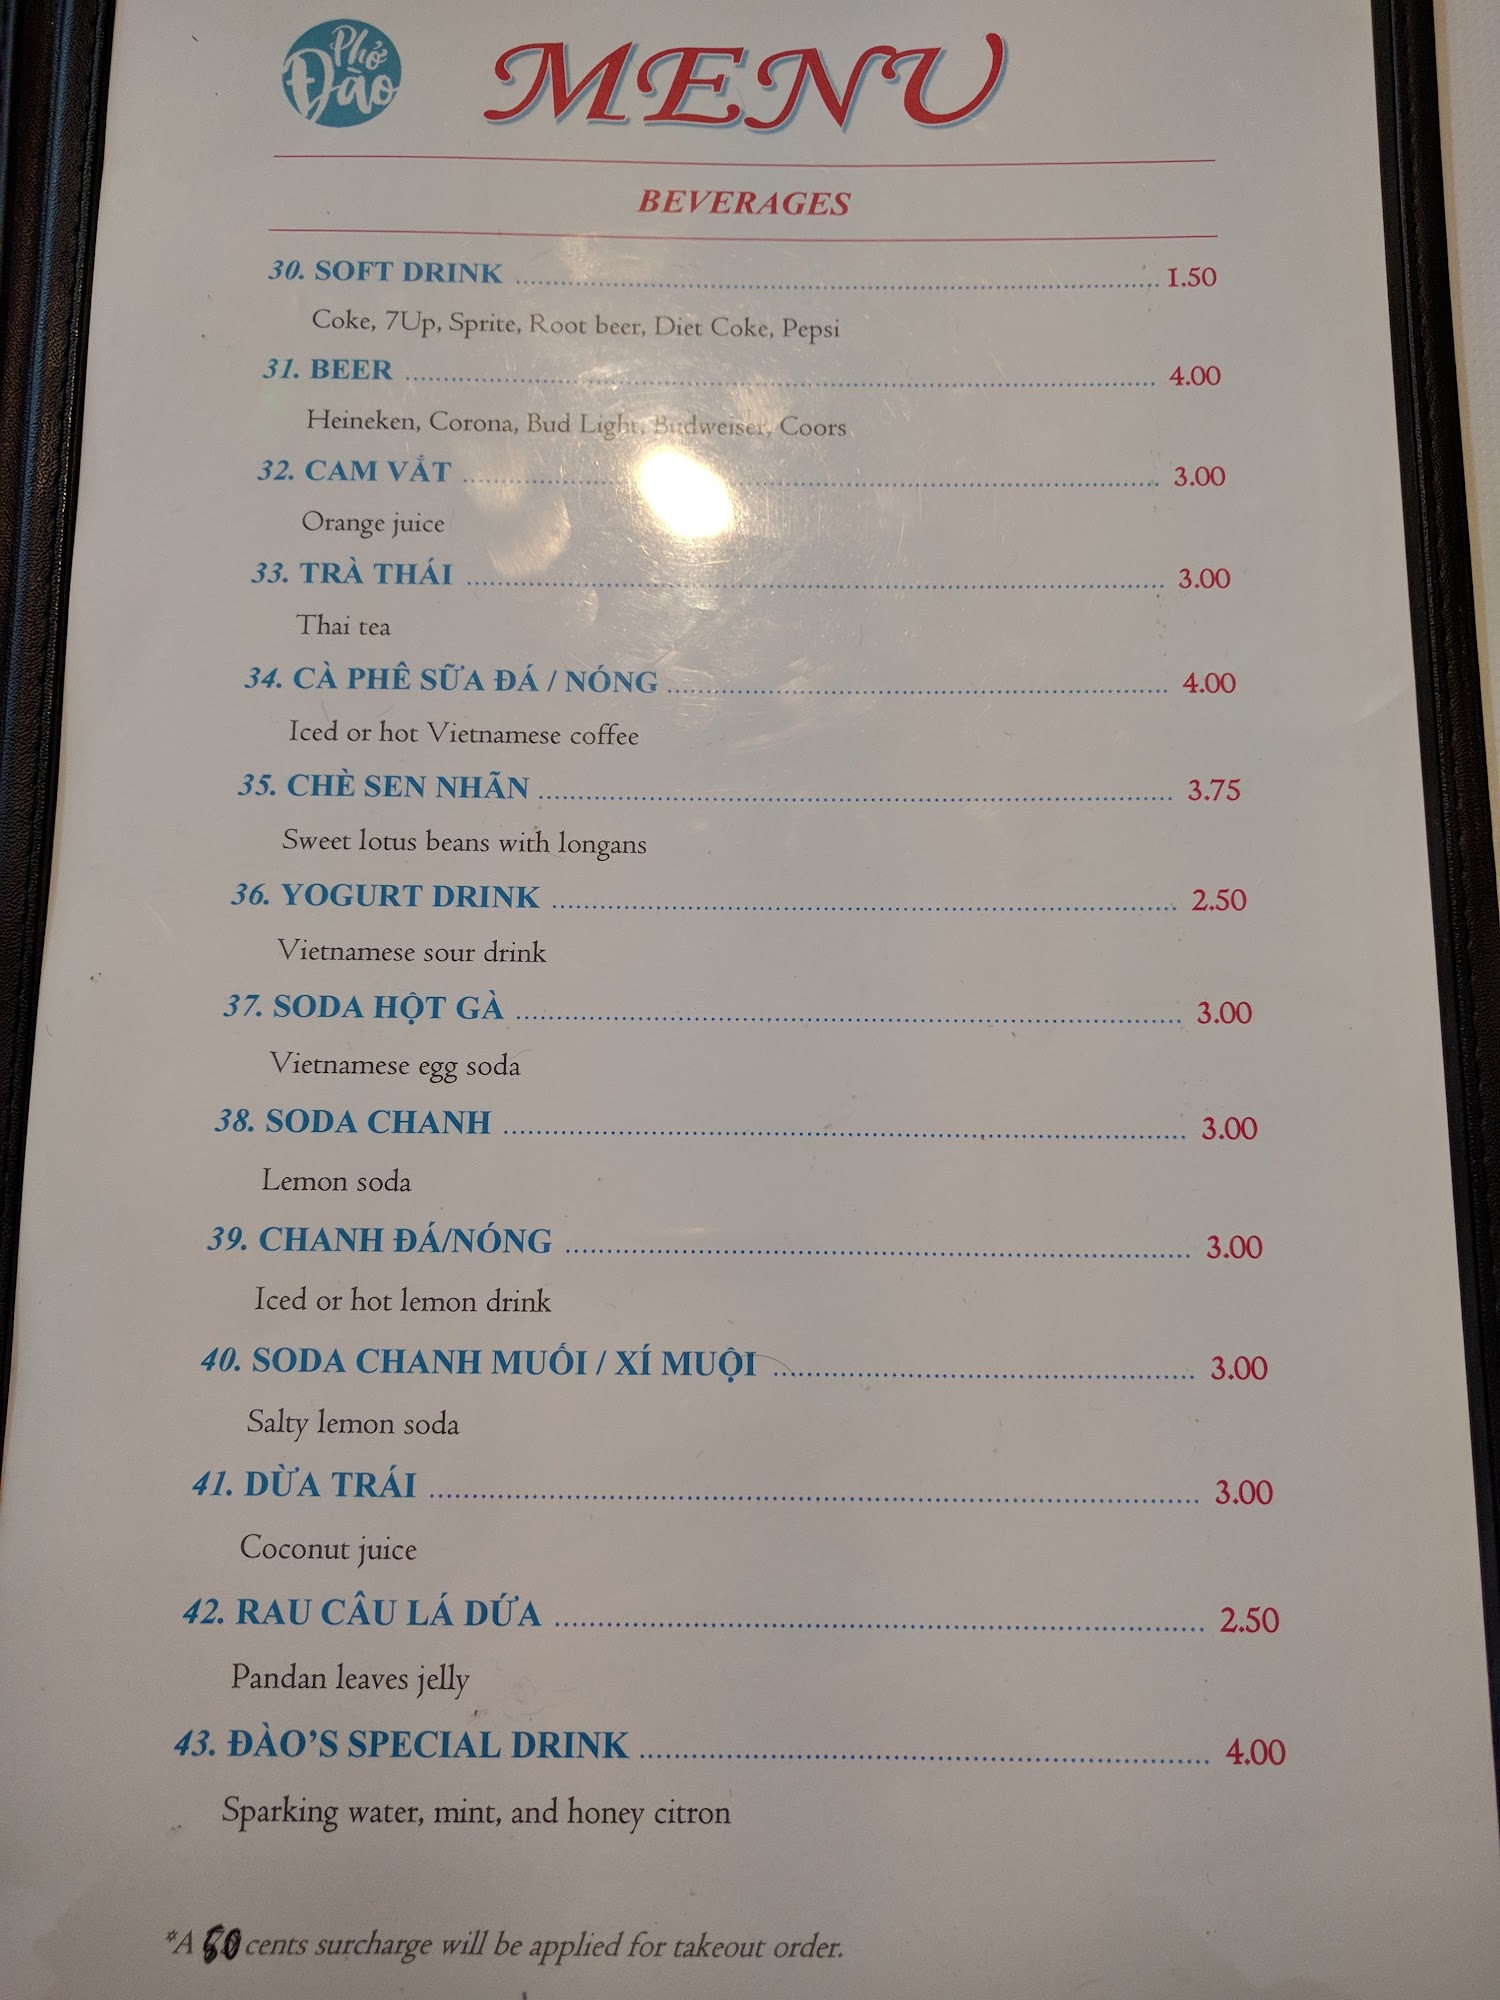 Phở
Đào
MENU
BEVERAGES
30. SOFT DRINK ........ 1.50
Coke, 7Up, Sprite, Root beer, Diet Coke, Pepsi
31. BEER ........ 4.00
Heineken, Corona, Bud Light, Budweiser, Coors
32. CAM VẮT ........ 3.00
Orange juice
33. TRÀ THÁI ........ 3.00
Thai tea
34. CÀ PHÊ SỮA ĐÁ / NÓNG ........ 4.00
Iced or hot Vietnamese coffee
35. CHÈ SEN NHÃN ........ 3.75
Sweet lotus beans with longans
36. YOGURT DRINK ........ 2.50
Vietnamese sour drink
37. SODA HỘT GÀ ........ 3.00
Vietnamese egg soda
38. SODA CHANH ........ 3.00
Lemon soda
39. CHANH ĐÁ/NÓNG ........ 3.00
Iced or hot lemon drink
40. SODA CHANH MUỐI / XÍ MUỘI ........ 3.00
Salty lemon soda
41. DỪA TRÁI ........ 3.00
Coconut juice
42. RAU CÂU LÁ DỨA ........ 2.50
Pandan leaves jelly
43. ĐÀO'S SPECIAL DRINK ........ 4.00
Sparking water, mint, and honey citron
*A cents surcharge will be applied for takeout order.